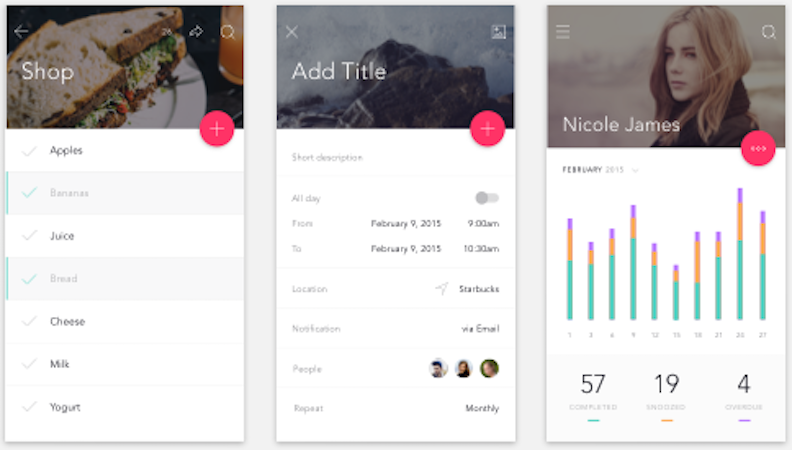 26
Shop
Apples
Bananas
Juice
Bread
Cheese
Milk
Yogurt
Add Title
Short description
All day
From February 9, 2015 9:00am
To February 9, 2015 10:30am
Location Starbucks
Notification via Email
People
Repeat Monthly
Nicole James
FEBRUARY 2015
1 3 6 9 12 15 18 21 24 27
57 19 4
COMPLETED SNOOZED OVERDUE